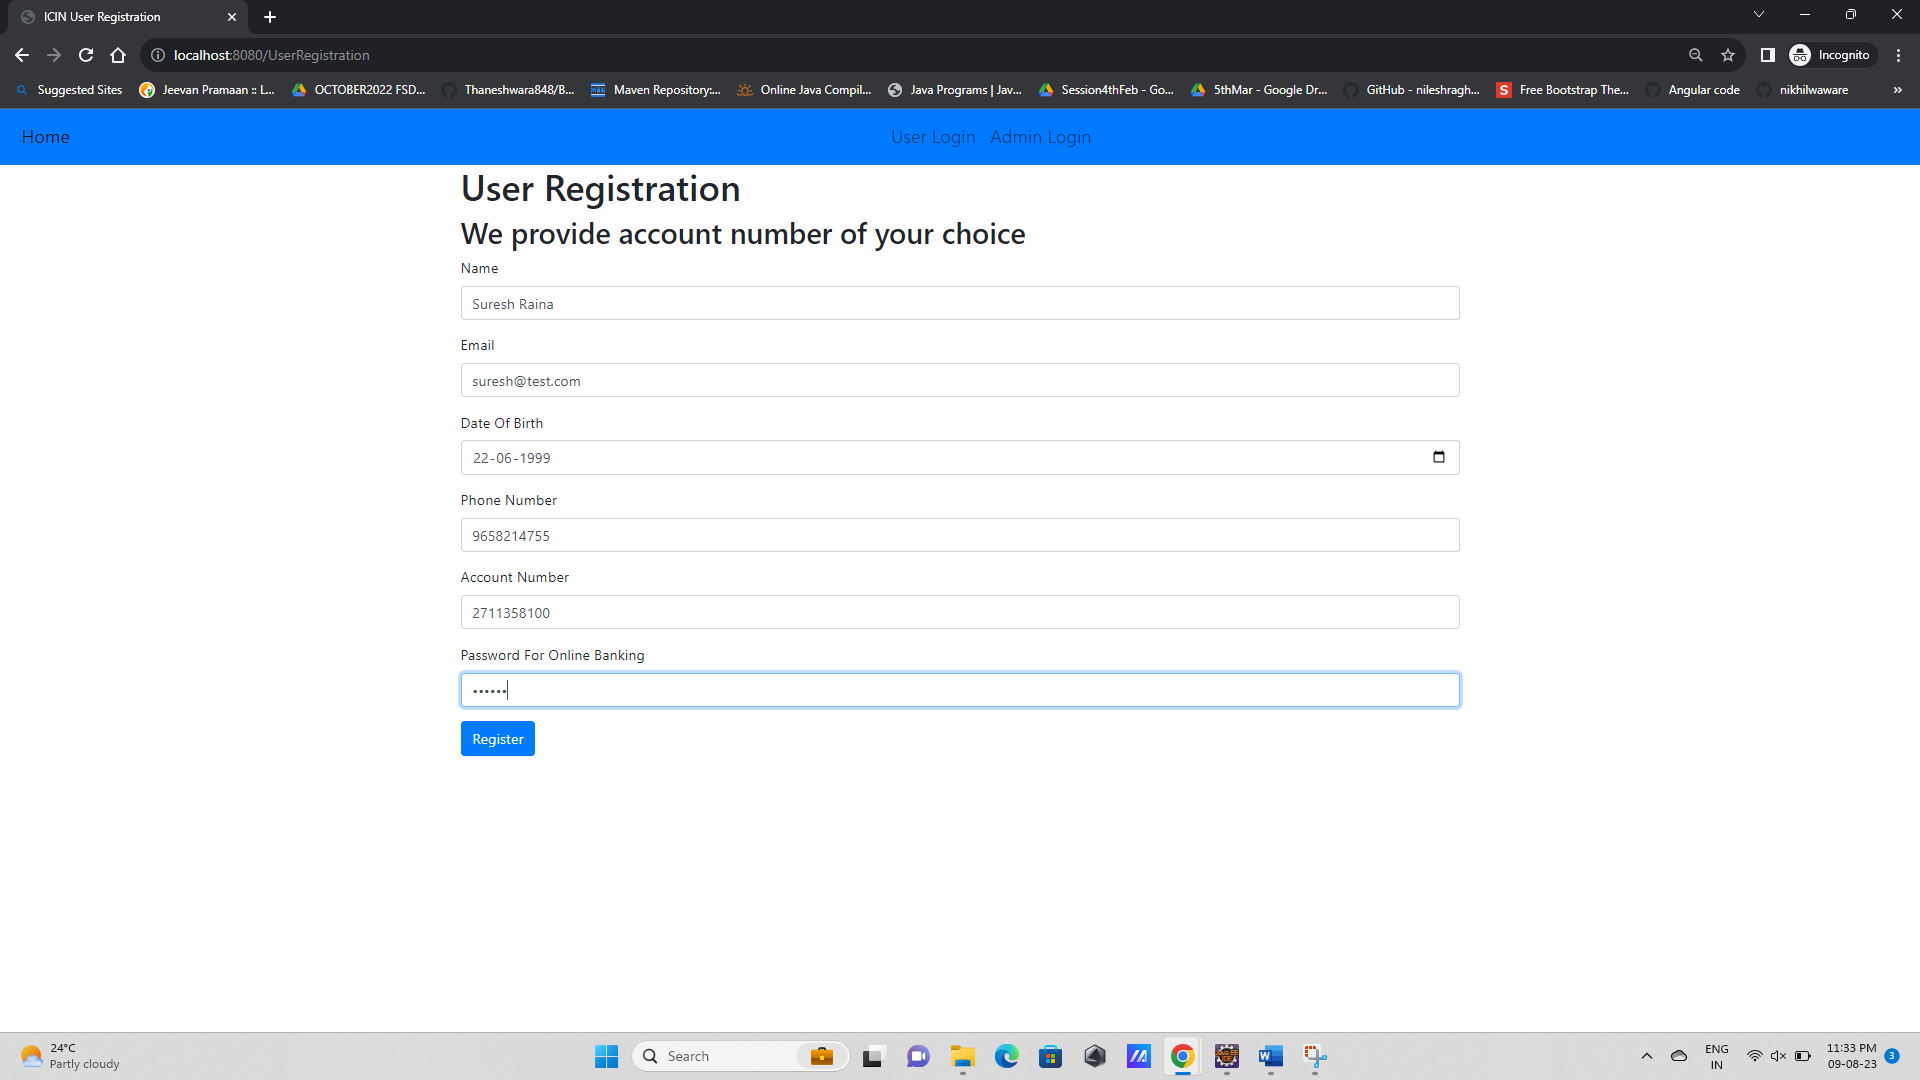 ICIN User Registration
localhost:8080/UserRegistration
Incognito
Suggested Sites
Jeevan Pramaan :: L...
OCTOBER2022 FSD...
Thaneshwara848/B...
Maven Repository:...
Online Java Compil...
Java Programs | Jav...
Session4thFeb - Go...
5thMar - Google Dr...
GitHub - nileshragh...
S Free Bootstrap The...
Angular code
nikhilwaware
»
Home
User Login
Admin Login
User Registration
We provide account number of your choice
Name
Suresh Raina
Email
suresh@test.com
Date Of Birth
22-06-1999
Phone Number
9658214755
Account Number
2711358100
Password For Online Banking
••••••
Register
24°C
Partly cloudy
Search
ENG
IN
11:33 PM
09-08-23
3